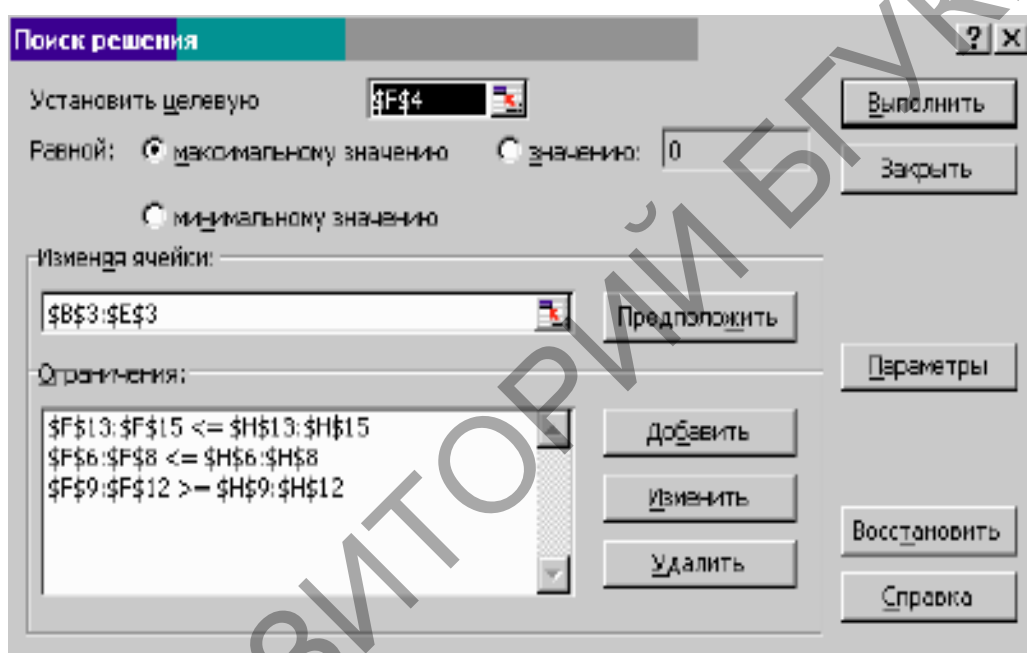 Поиск решения
Установить целевую $F$4
Выполнить
Равной: максимальному значению значению: 0
Закрыть
минимальному значению
Изменяя ячейки:
$B$3:$E$3
Предположить
Параметры
Ограничения:
$F$13:$F$15 <= $H$13:$H$15
$F$6:$F$8 <= $H$6:$H$8
$F$9:$F$12 >= $H$9:$H$12
Добавить
Изменить
Удалить
Восстановить
Справка